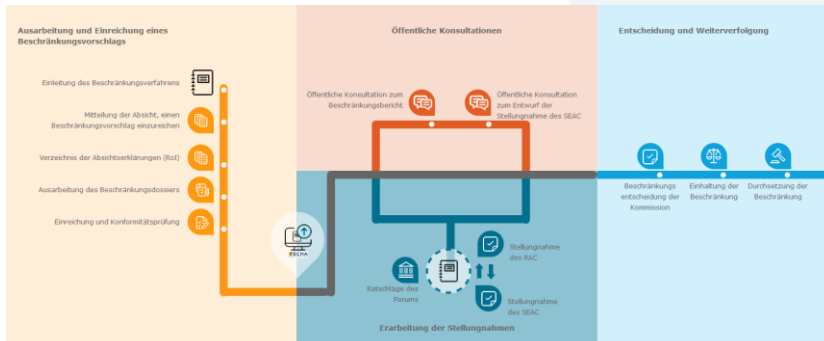 Ausarbeitung und Einreichung eines
Beschränkungsvorschlags
Einleitung des Beschränkungsverfahrens
Mitteilung der Absicht, einen
Beschränkungsvorschlag einzureichen
Verzeichnis der Absichtserklärungen (RoI)
Ausarbeitung des Beschränkungsdossiers
Einreichung und Konformitätsprüfung
ECHA
Öffentliche Konsultationen
Öffentliche Konsultation zum
Beschränkungsbericht
Öffentliche Konsultation
zum Entwurf der
Stellungnahme des SEAC
Stellungnahme
des RAC
Ratschläge des
Forums
Stellungnahme
des SEAC
Erarbeitung der Stellungnahmen
Entscheidung und Weiterverfolgung
Beschränkungs
entscheidung der
Kommission
Einhaltung der
Beschränkung
Durchsetzung der
Beschränkung